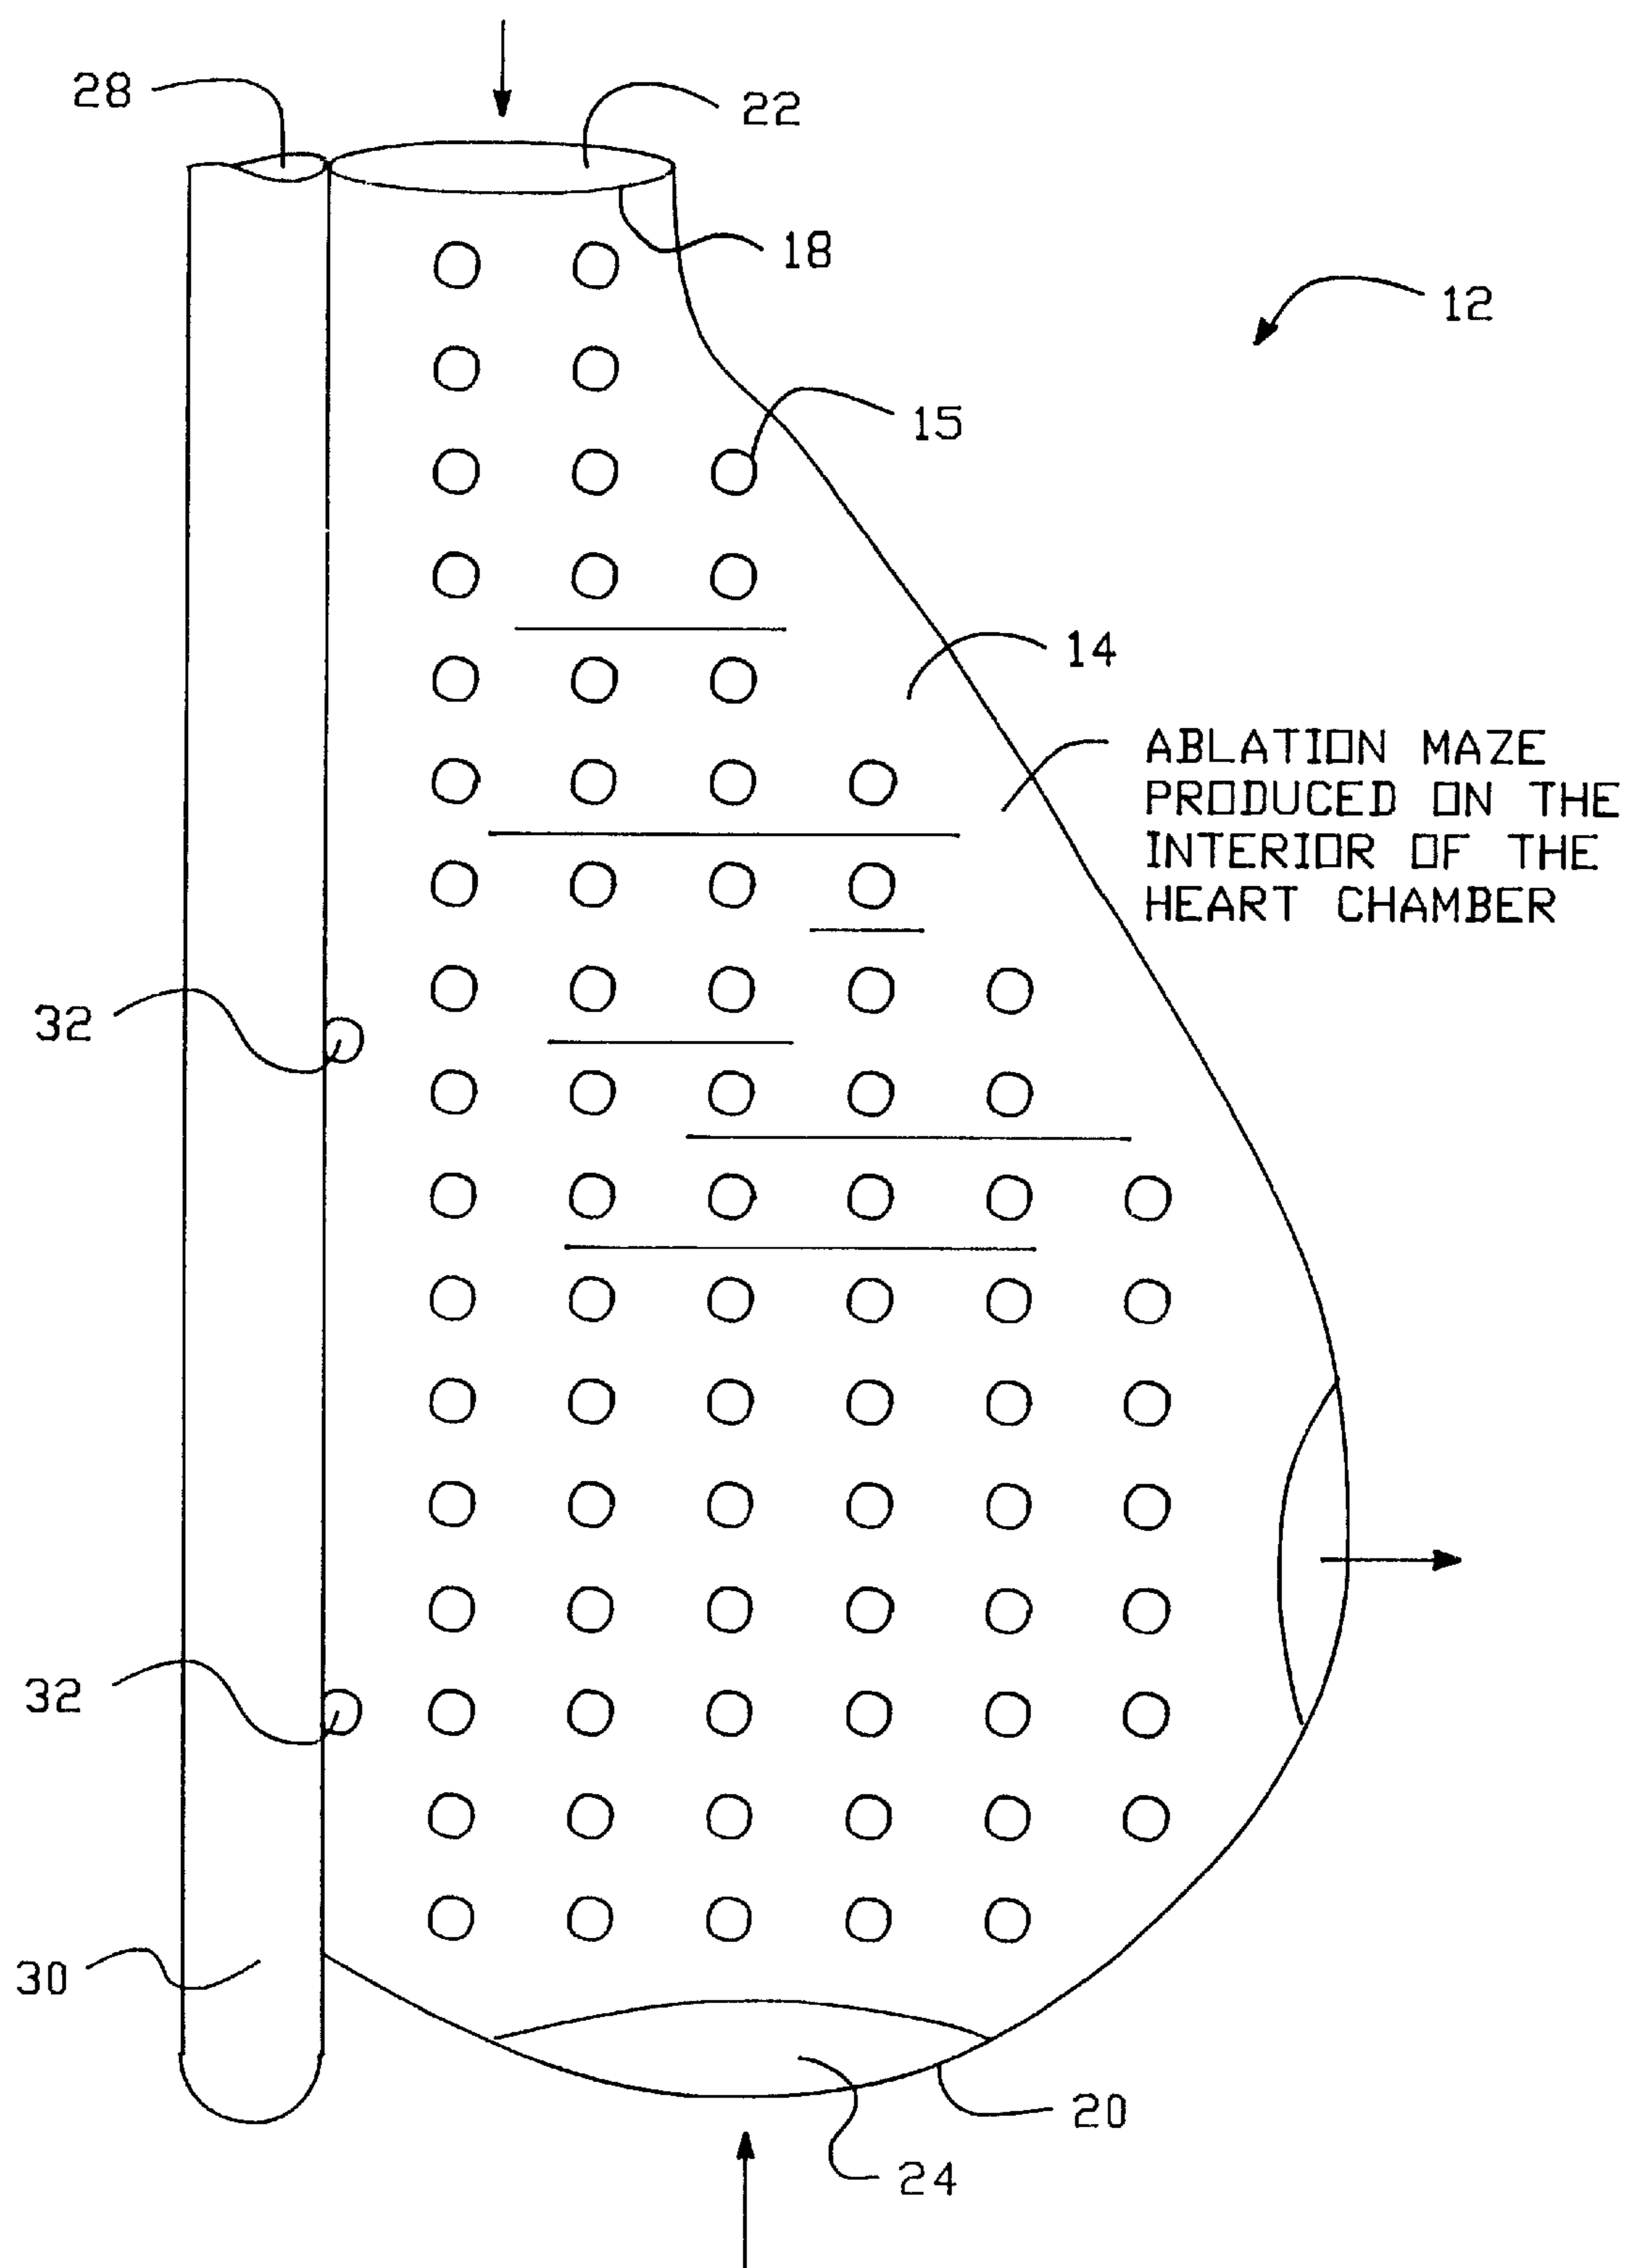 28
22
18
12
15
14
ABLATION MAZE
PRODUCED ON THE
INTERIOR OF THE
HEART CHAMBER
32
32
30
20
24